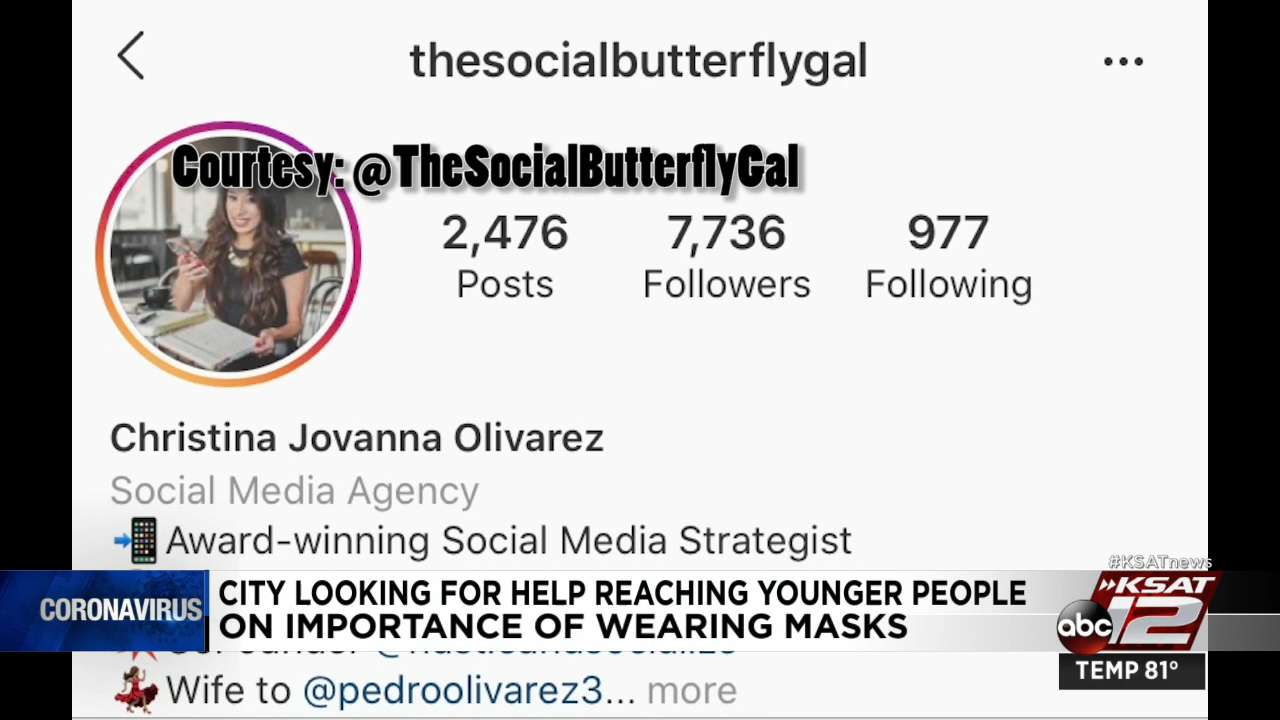 thesocialbutterflygal
Courtesy: @TheSocialButterflyGal
2,476 7,736 977
Posts Followers Following
Christina Jovanna Olivarez
Social Media Agency
Award-winning Social Media Strategist
#KSATnews
CORONAVIRUS
CITY LOOKING FOR HELP REACHING YOUNGER PEOPLE
ON IMPORTANCE OF WEARING MASKS
KSAT
abc 12
TEMP 81°
Wife to @pedroolivarez3... more